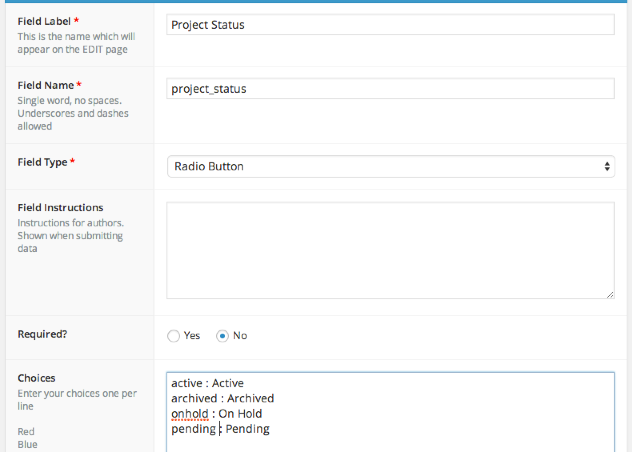 Field Label *
This is the name which will
appear on the EDIT page
Project Status
Field Name *
Single word, no spaces.
Underscores and dashes
allowed
project_status
Field Type *
Radio Button
Field Instructions
Instructions for authors.
Shown when submitting
data
Required?
Yes No
Choices
Enter your choices one per
line
Red
Blue
active : Active
archived : Archived
onhold : On Hold
pending : Pending